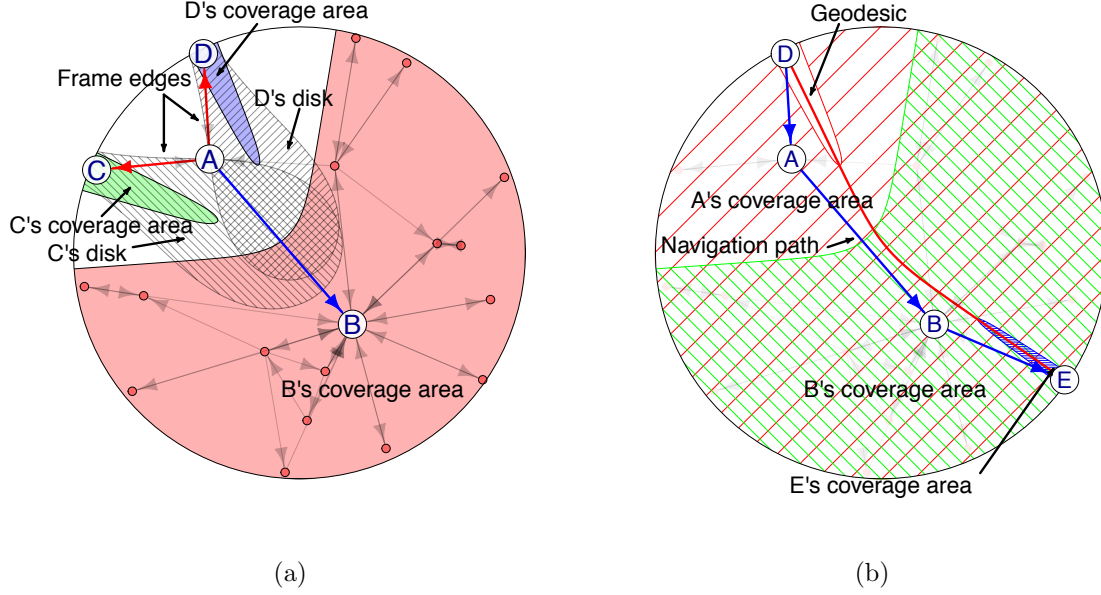 D's coverage area
D
Frame edges
D's disk
A
C
C's coverage area
C's disk
B
B's coverage area
(a)
Geodesic
D
A
A's coverage area
Navigation path
B
B's coverage area
E
E's coverage area
(b)